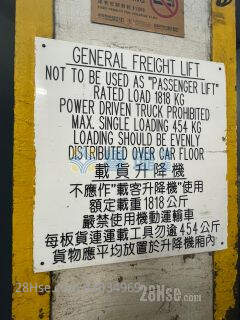 GENERAL FREIGHT LIFT
NOT TO BE USED AS "PASSENGER LIFT"
RATED LOAD 1818 KG
POWER DRIVEN TRUCK PROHIBITED
MAX. SINGLE LOADING 454 KG
LOADING SHOULD BE EVENLY
DISTRIBUTED OVER CAR FLOOR
載貨升降機
不應作"載客升降機"使用
額定載重1818公斤
嚴禁使用機動運輸車
每板貨運連載工具勿逾454公斤
貨物應平均放置於升降機廂內
28Hse.com